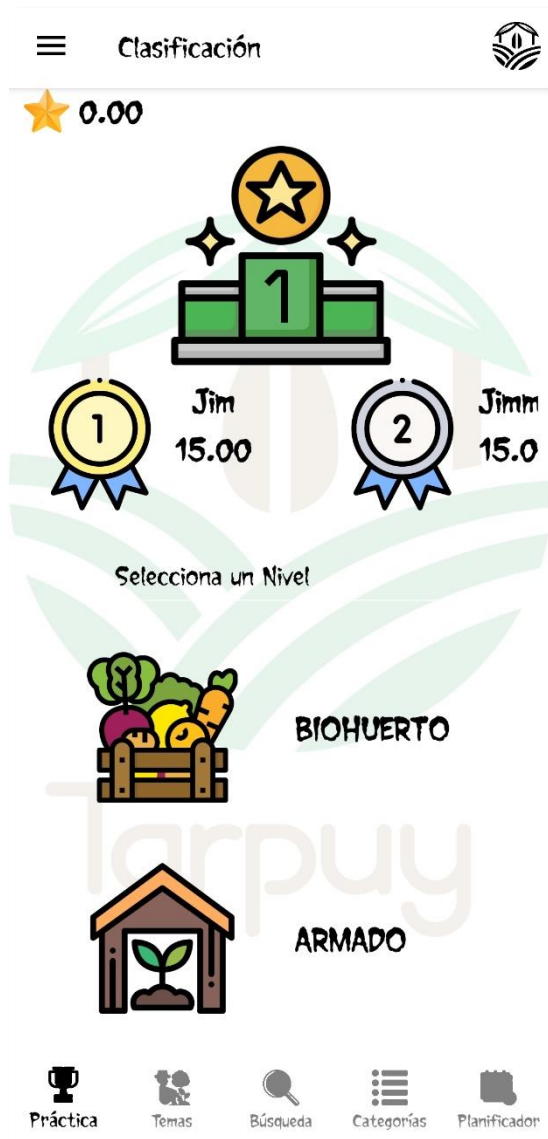 Clasificación
0.00
1
1
Jim
15.00
2
Jimm
15.0
Selecciona un Nivel
BIOHUERTO
Tarpuy
ARMADO
Práctica
Temas
Búsqueda
Categorías
Planificador